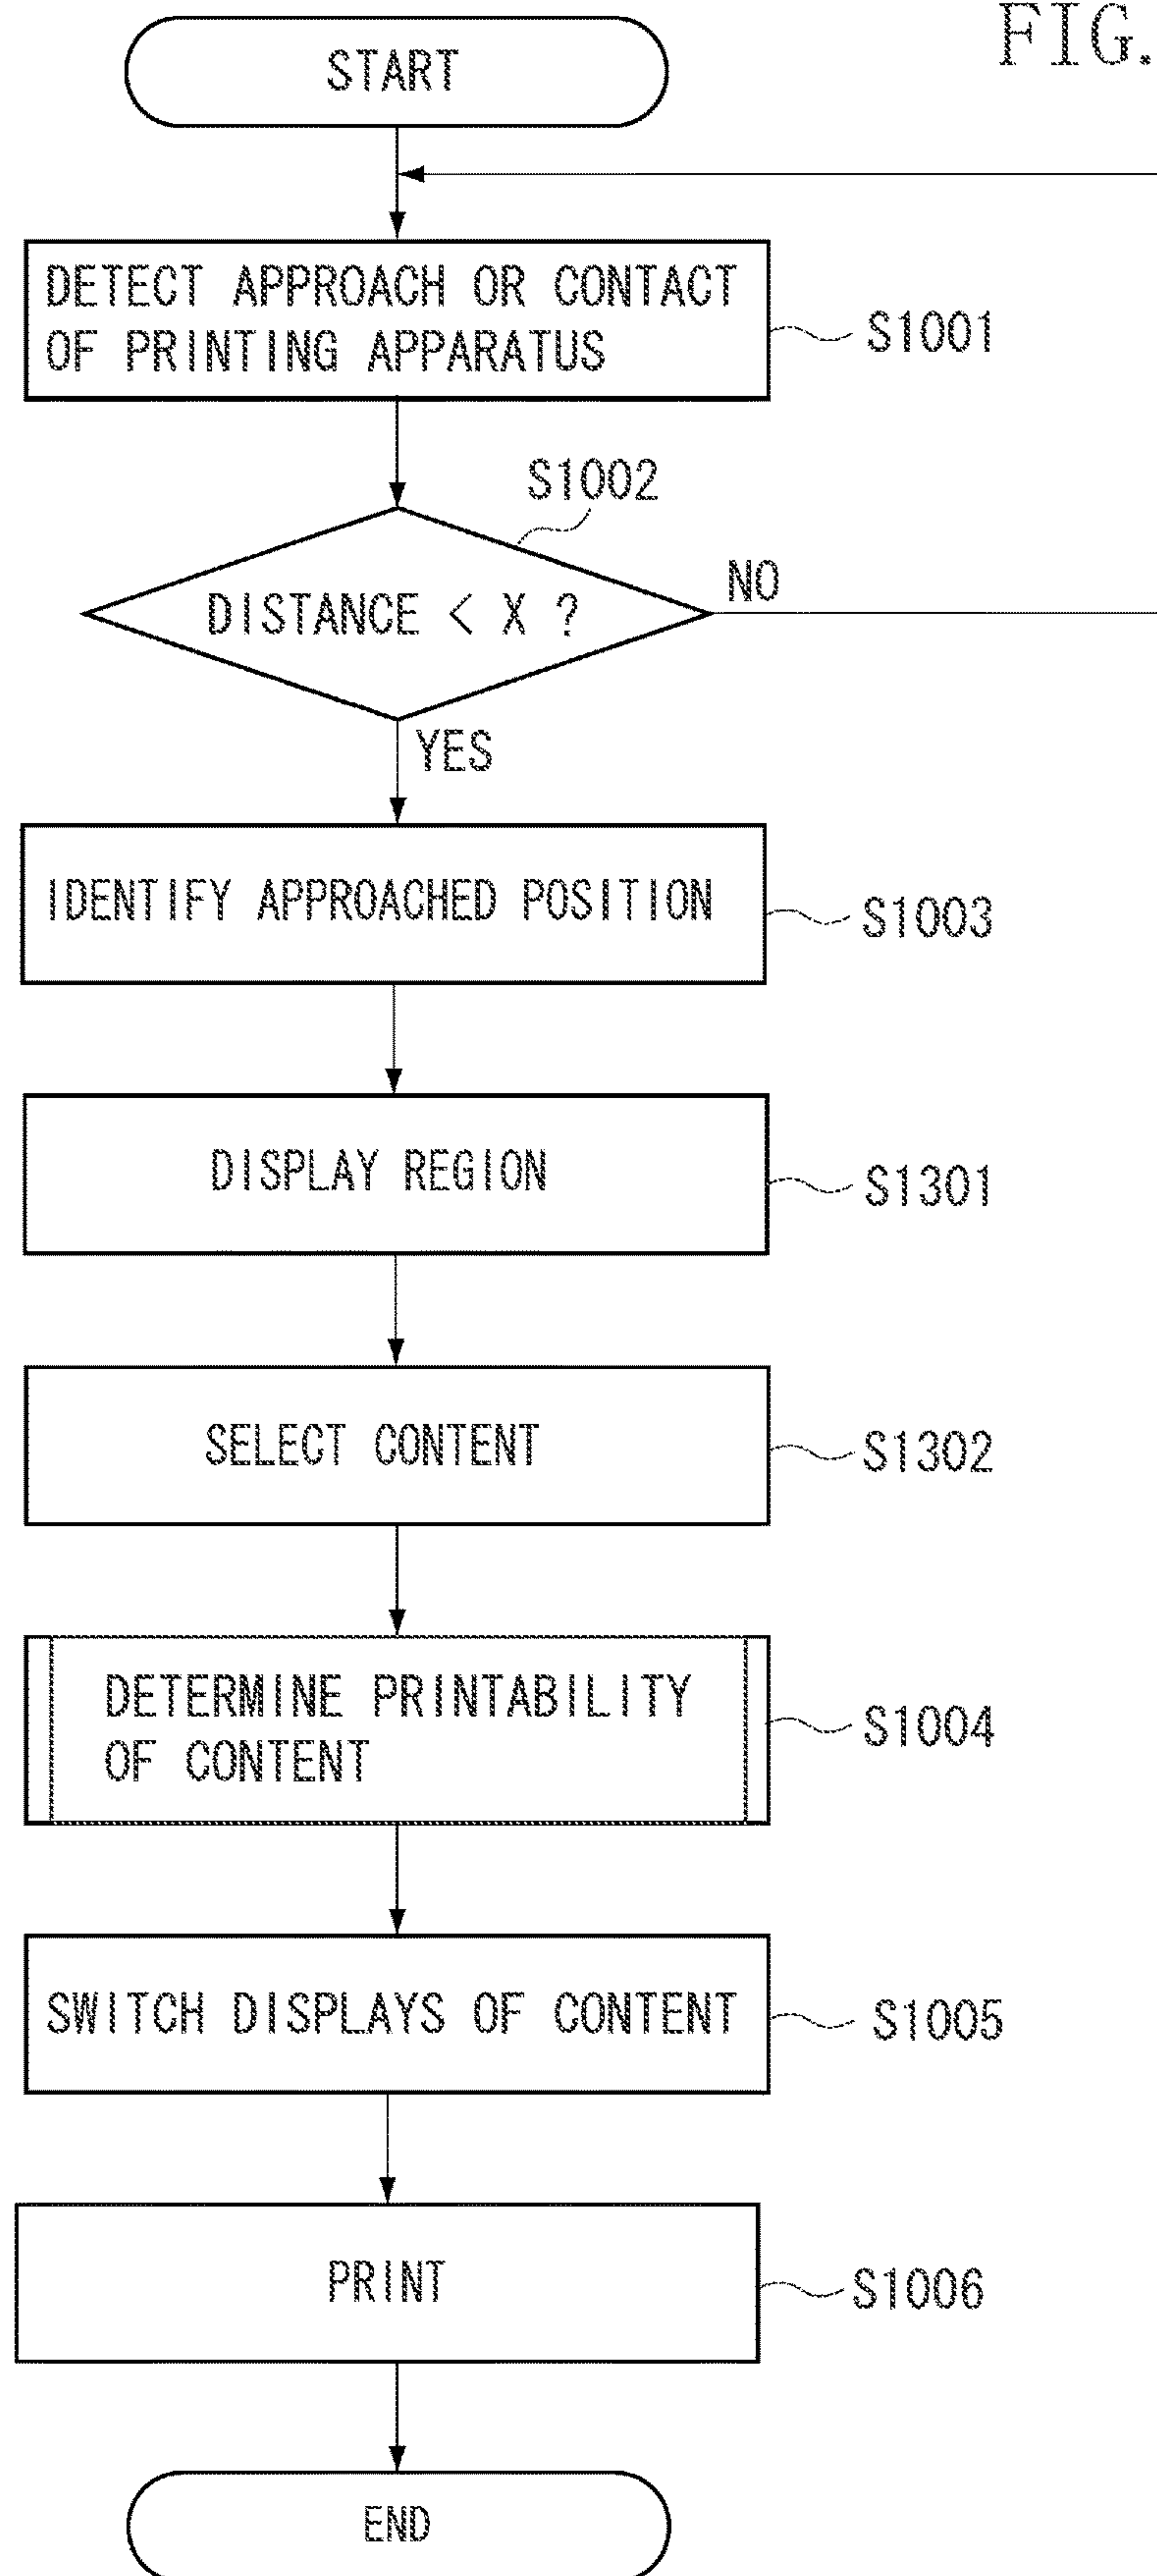 FIG.
START
DETECT APPROACH OR CONTACT
OF PRINTING APPARATUS
S1001
S1002
DISTANCE < X ?
NO
YES
IDENTIFY APPROACHED POSITION
S1003
DISPLAY REGION
S1301
SELECT CONTENT
S1302
DETERMINE PRINTABILITY
OF CONTENT
S1004
SWITCH DISPLAYS OF CONTENT
S1005
PRINT
S1006
END